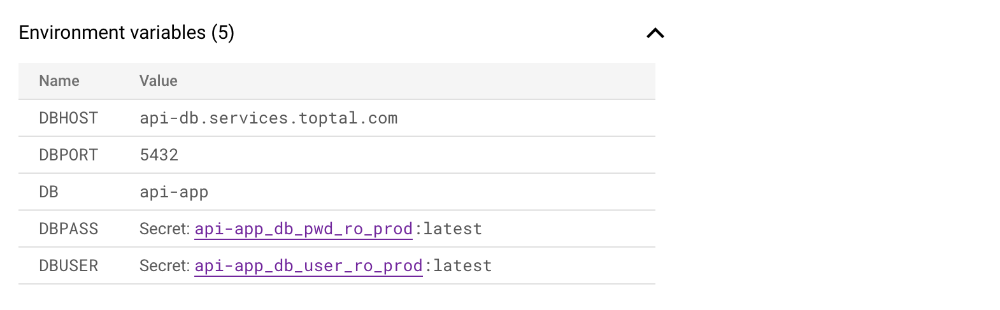 Environment variables (5)
Name Value
DBHOST api-db.services.toptal.com
DBPORT 5432
DB api-app
DBPASS Secret: api-app_db_pwd_ro_prod:latest
DBUSER Secret: api-app_db_user_ro_prod:latest